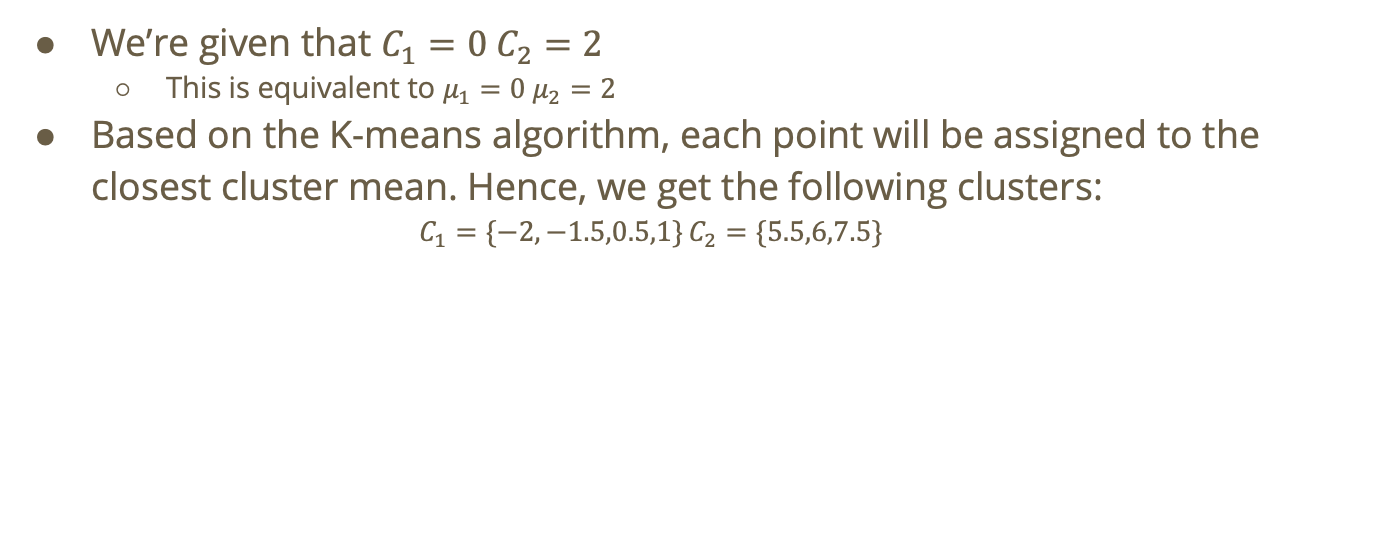 ● We're given that C₁ = 0 C₂ = 2
○ This is equivalent to μ₁ = 0 μ₂ = 2
● Based on the K-means algorithm, each point will be assigned to the
closest cluster mean. Hence, we get the following clusters:
C₁ = {−2, −1.5,0.5,1} C₂ = {5.5,6,7.5}